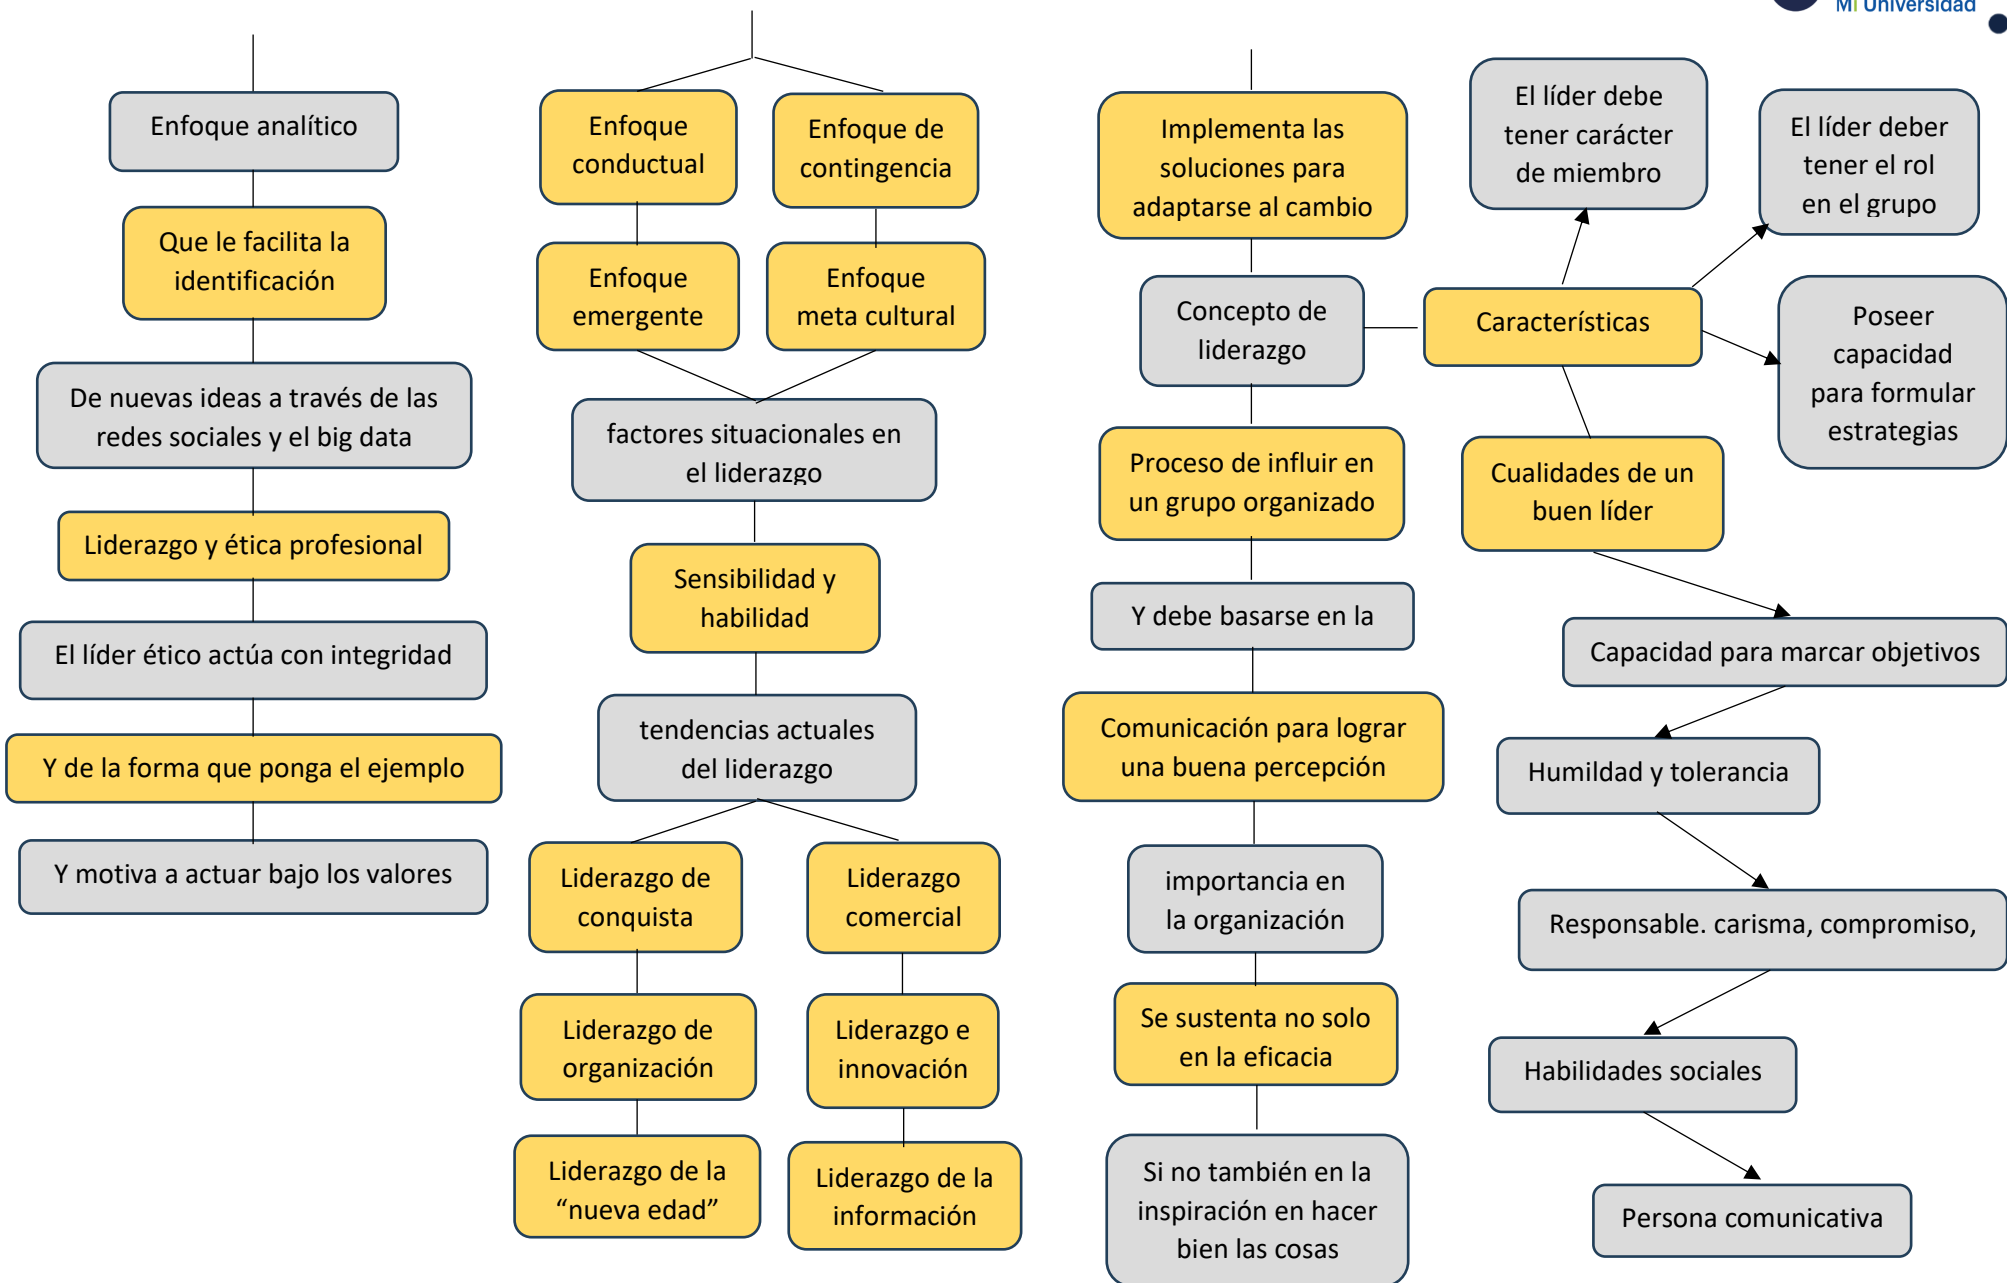 Mi Universidad
Enfoque analítico
Que le facilita la
identificación
De nuevas ideas a través de las
redes sociales y el big data
Liderazgo y ética profesional
El líder ético actúa con integridad
Y de la forma que ponga el ejemplo
Y motiva a actuar bajo los valores
Enfoque
conductual
Enfoque de
contingencia
Enfoque
emergente
Enfoque
meta cultural
factores situacionales en
el liderazgo
Sensibilidad y
habilidad
tendencias actuales
del liderazgo
Liderazgo de
conquista
Liderazgo
comercial
Liderazgo de
organización
Liderazgo e
innovación
Liderazgo de la
“nueva edad”
Liderazgo de la
información
Implementa las
soluciones para
adaptarse al cambio
Concepto de
liderazgo
Proceso de influir en
un grupo organizado
Y debe basarse en la
Comunicación para lograr
una buena percepción
importancia en
la organización
Se sustenta no solo
en la eficacia
Si no también en la
inspiración en hacer
bien las cosas
El líder debe
tener carácter
de miembro
El líder deber
tener el rol
en el grupo
Características
Poseer
capacidad
para formular
estrategias
Cualidades de un
buen líder
Capacidad para marcar objetivos
Humildad y tolerancia
Responsable. carisma, compromiso,
Habilidades sociales
Persona comunicativa